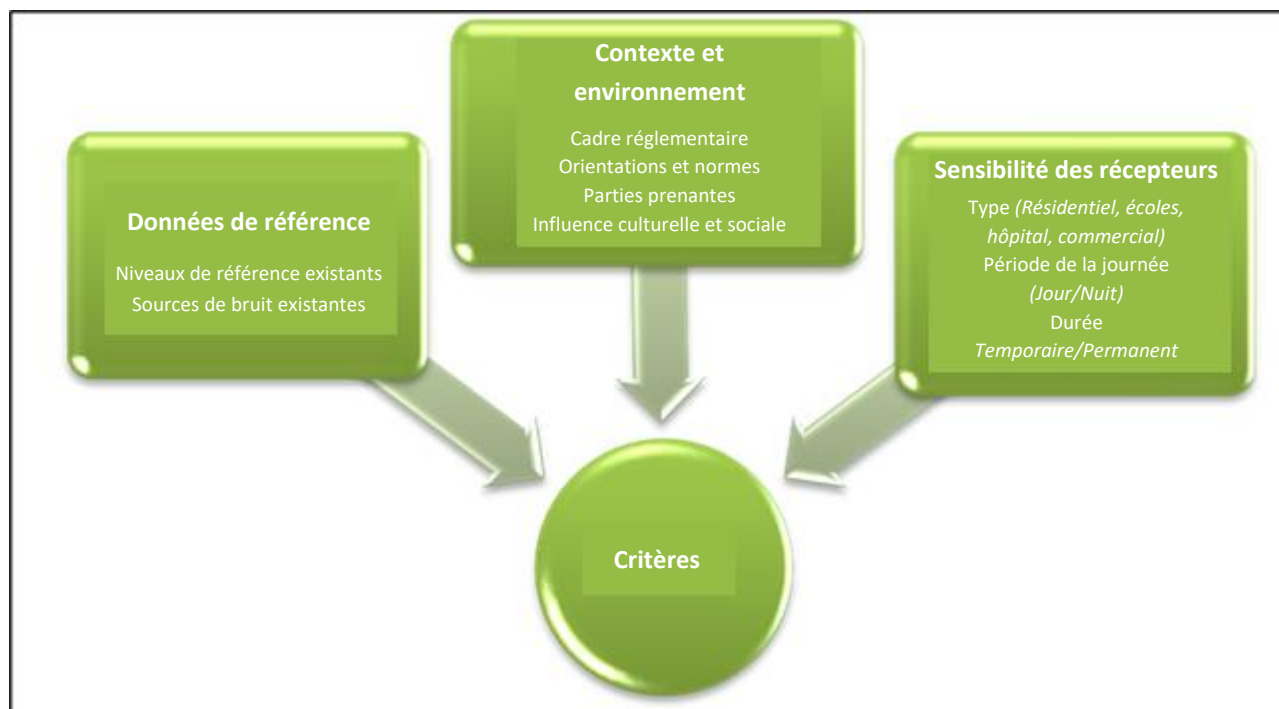 Données de référence
Niveaux de référence existants
Sources de bruit existantes
Contexte et
environnement
Cadre réglementaire
Orientations et normes
Parties prenantes
Influence culturelle et sociale
Sensibilité des récepteurs
Type (Résidentiel, écoles,
hôpital, commercial)
Période de la journée
(Jour/Nuit)
Durée
Temporaire/Permanent
Critères